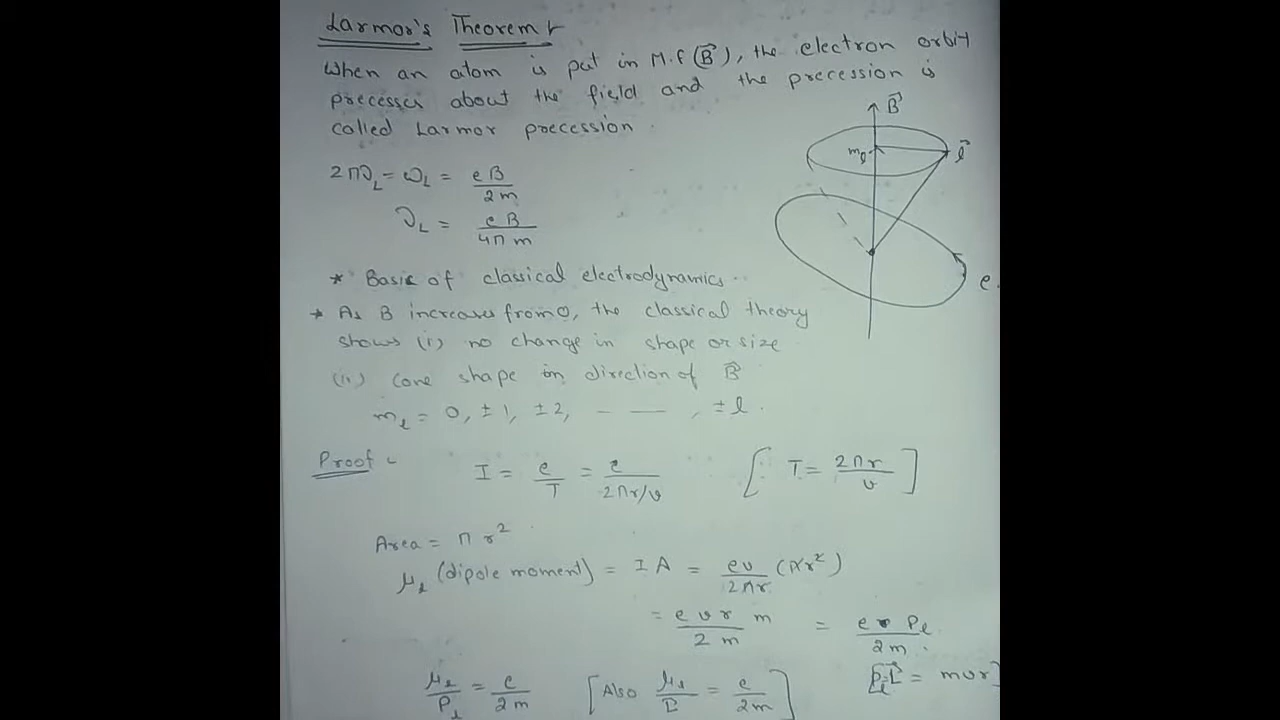 Larmor's Theorem :-
When an atom is put in M.f (B⃗), the electron orbit
precesses about the field and the precession is
called Larmor precession.
B⃗
m_l
l⃗
2πν_L = ω_L = eB/2m
ν_L = eB/4πm
e
* Basis of classical electrodynamics.
* As B increases from 0, the classical theory
shows (i) no change in shape or size
(ii) Cone shape in direction of B⃗
m_l = 0, ±1, ±2, - — , ±l.
Proof :- I = e/T = e/(2πr/v) [ T = 2πr/v ]
Area = πr²
μ_l (dipole moment) = I A = ev/2πr (πr²)
= e v r m / 2 m = e P_l / 2m.
μ_l/P_l = e/2m [Also μ_l/L⃗ = e/2m] [P_l = L⃗ = mvr]